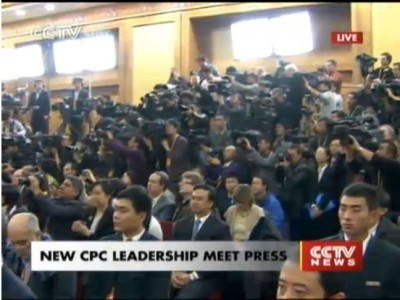 CCTV
LIVE
NEW CPC LEADERSHIP MEET PRESS
CCTV
NEWS